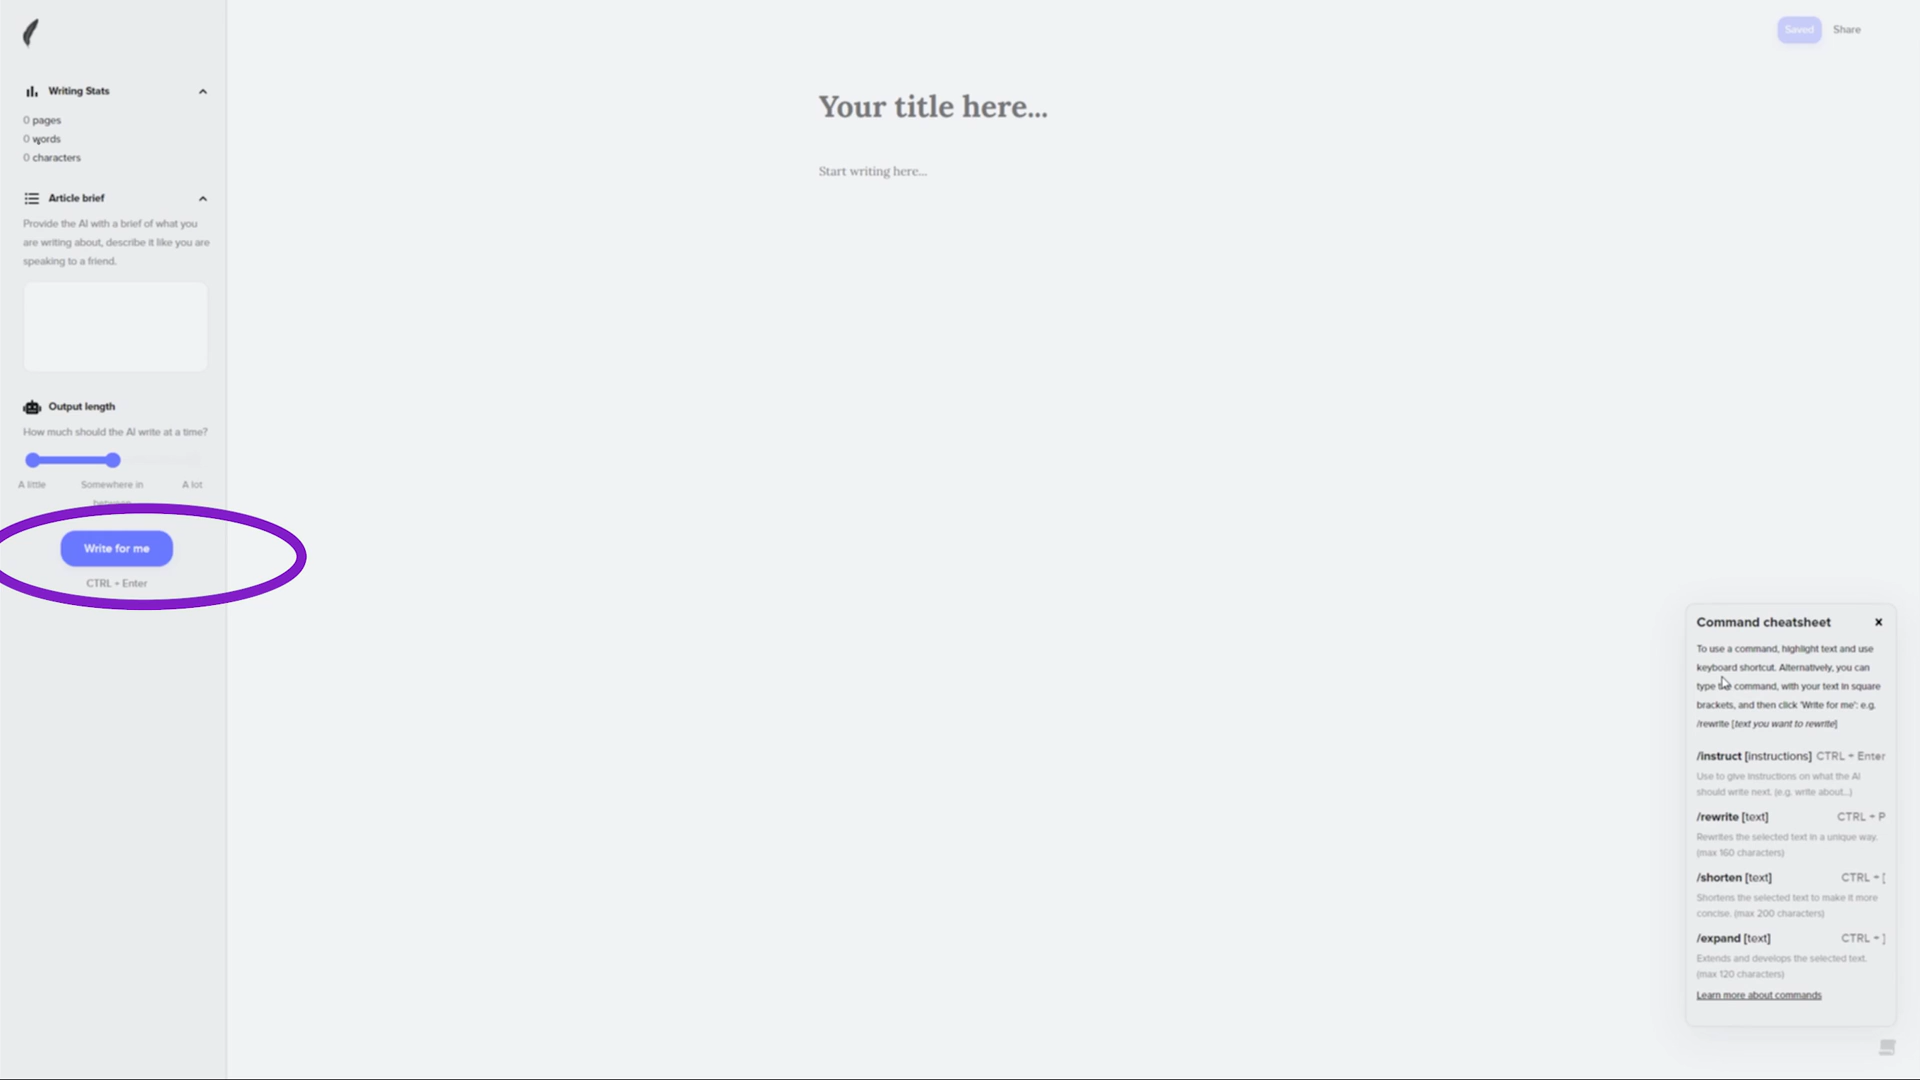 Writing Stats
0 pages
0 words
0 characters
Article brief
Provide the AI with a brief of what you
are writing about, describe it like you are
speaking to a friend.
Output length
How much should the AI write at a time?
A little
Somewhere in
between
A lot
Write for me
CTRL + Enter
Saved
Share
Your title here...
Start writing here...
Command cheatsheet
To use a command, highlight text and use
keyboard shortcut. Alternatively, you can
type the command, with your text in square
brackets, and then click 'Write for me': e.g.
/rewrite [text you want to rewrite]
/instruct [instructions] CTRL + Enter
Use to give instructions on what the AI
should write next. (e.g. write about...)
/rewrite [text] CTRL + P
Rewrites the selected text in a unique way.
(max 160 characters)
/shorten [text] CTRL + [
Shortens the selected text to make it more
concise. (max 200 characters)
/expand [text] CTRL + ]
Extends and develops the selected text.
(max 120 characters)
Learn more about commands